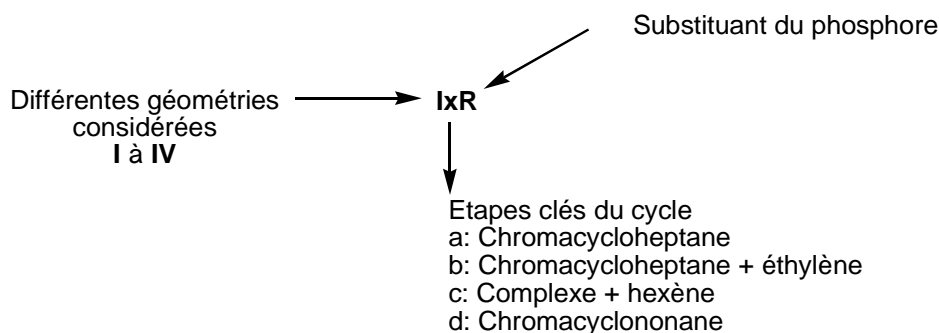 Substituant du phosphore
Différentes géométries
considérées
I à IV
IxR
Etapes clés du cycle
a: Chromacycloheptane
b: Chromacycloheptane + éthylène
c: Complexe + hexène
d: Chromacyclononane